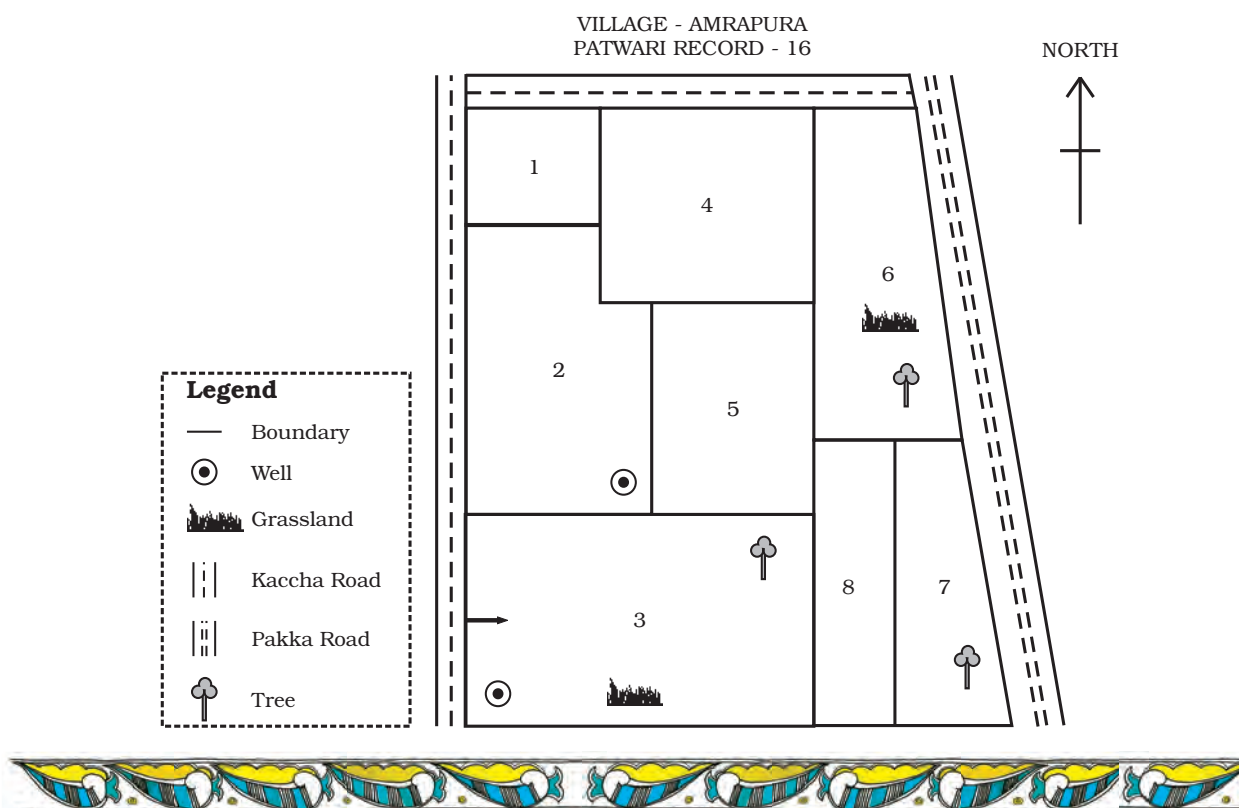 VILLAGE - AMRAPURA
PATWARI RECORD - 16
NORTH
1
4
6
2
5
8
7
3
Legend
Boundary
Well
Grassland
Kaccha Road
Pakka Road
Tree